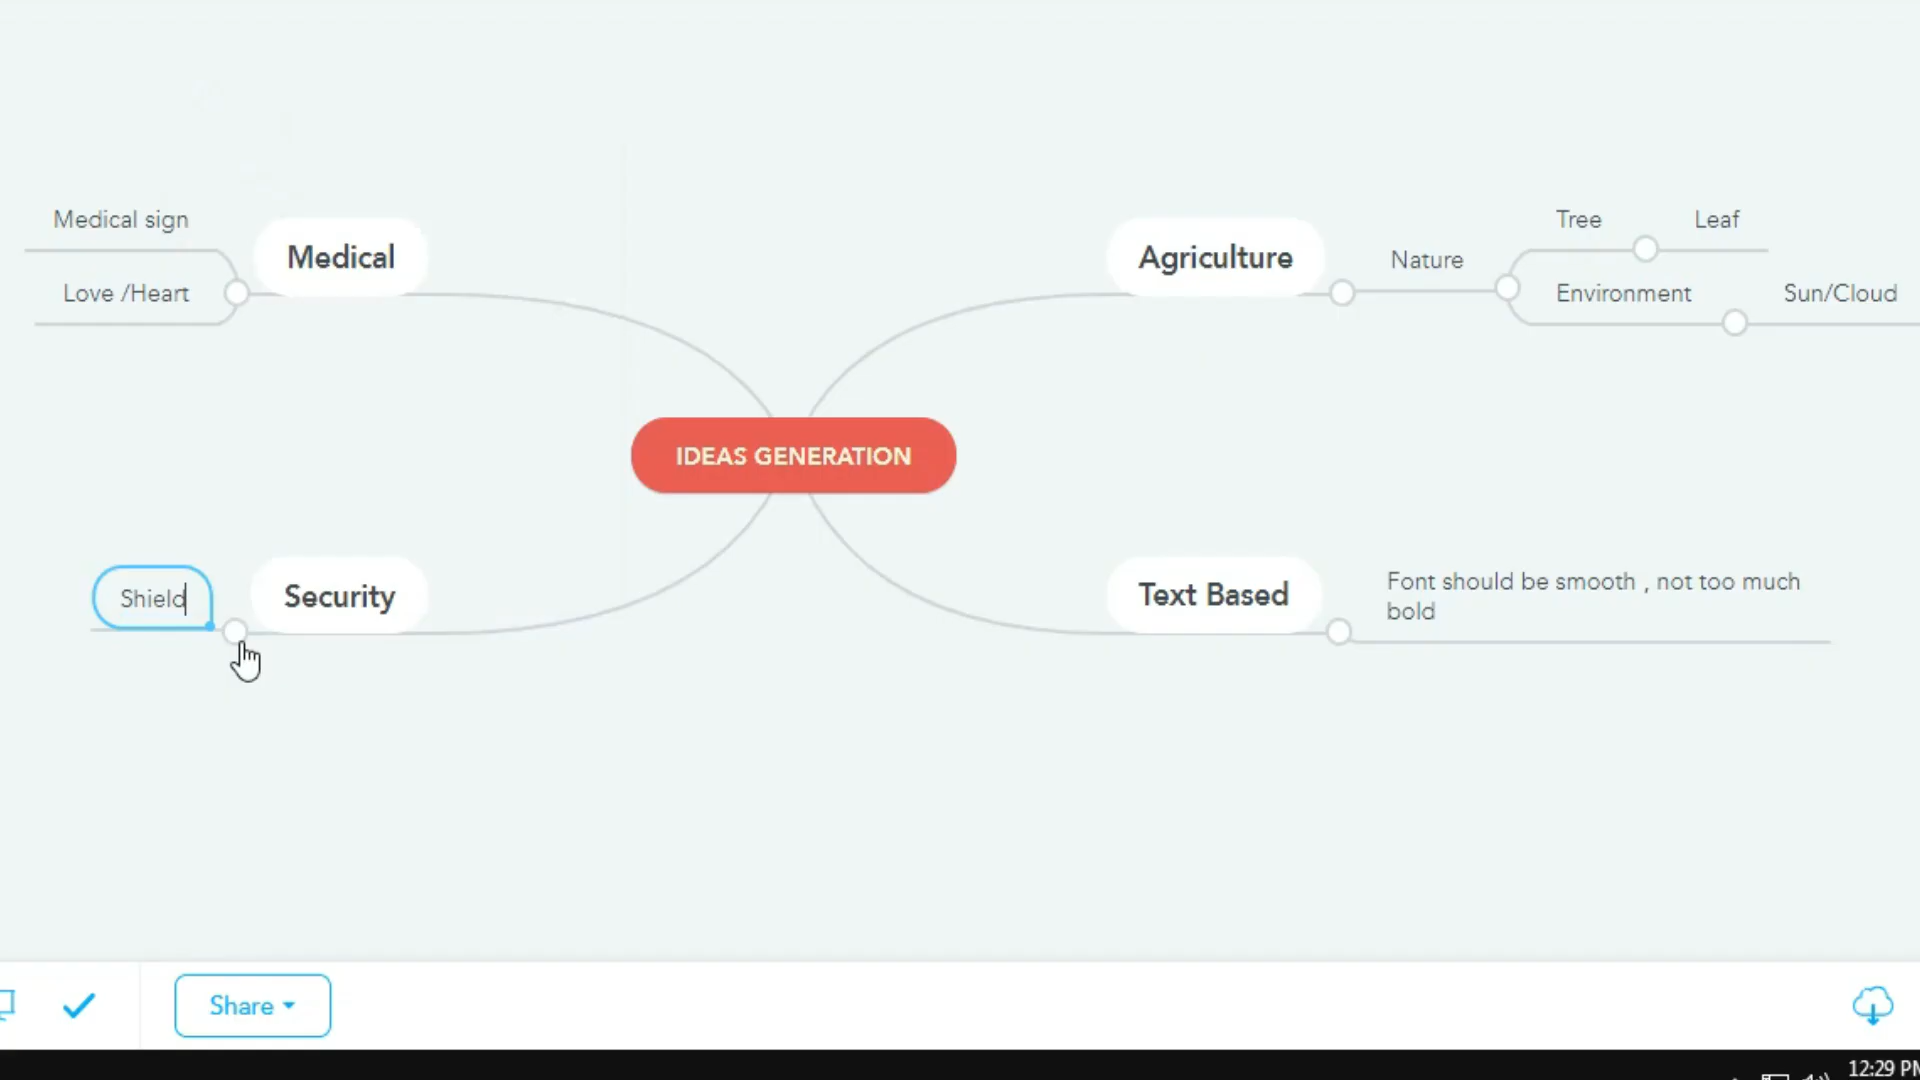 Medical sign
Medical
Love /Heart
Agriculture
Nature
Tree
Leaf
Environment
Sun/Cloud
IDEAS GENERATION
Shield
Security
Text Based
Font should be smooth , not too much
bold
Share
12:29 PM